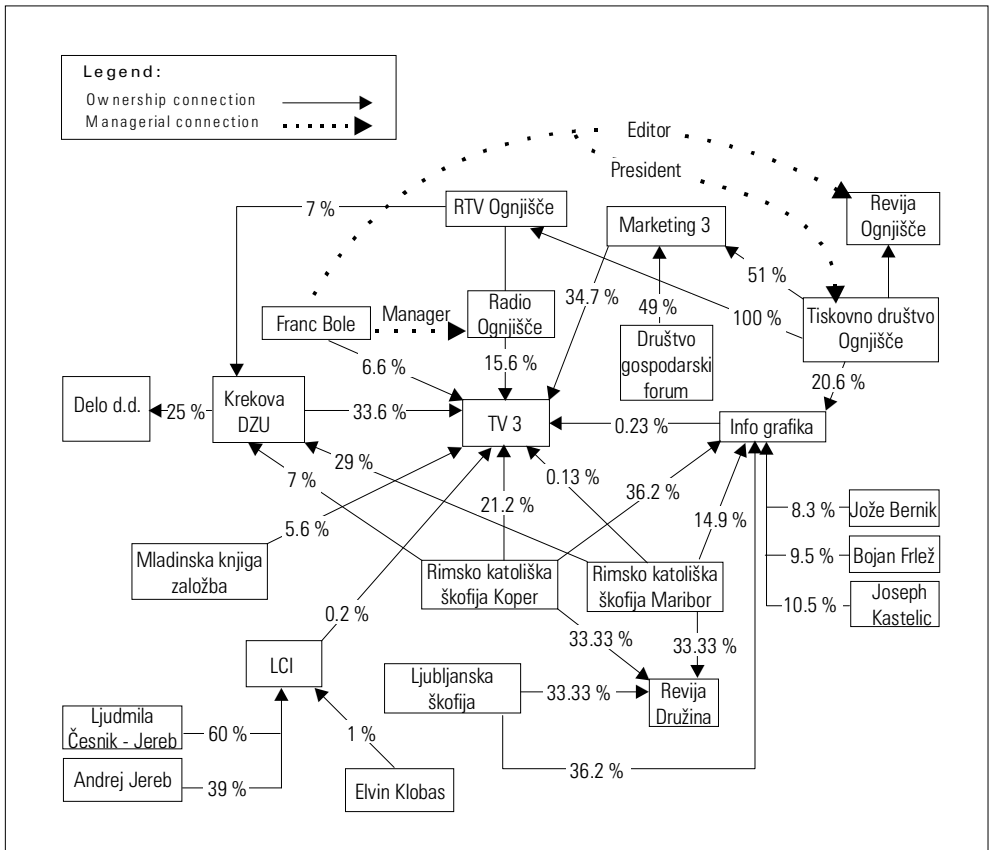 Legend:
Ownership connection
Managerial connection
Editor
President
7 %
RTV Ognjišče
Marketing 3
Revija
Ognjišče
51 %
34.7 %
49 %
100 %
Franc Bole
Manager
Radio
Ognjišče
Društvo
gospodarski
forum
Tiskovno društvo
Ognjišče
6.6 %
15.6 %
20.6 %
Delo d.d.
25 %
Krekova
DZU
33.6 %
TV 3
0.23 %
Info grafika
29 %
7 %
0.13 %
36.2 %
21.2 %
14.9 %
8.3 %
Jože Bernik
5.6 %
9.5 %
Bojan Frlež
Mladinska knjiga
založba
Rimsko katoliška
škofija Koper
Rimsko katoliška
škofija Maribor
10.5 %
Joseph
Kastelic
0.2 %
33.33 %
33.33 %
LCI
Ljubljanska
škofija
33.33 %
Revija
Družina
Ljudmila
Česnik - Jereb
60 %
1 %
36.2 %
Andrej Jereb
39 %
Elvin Klobas